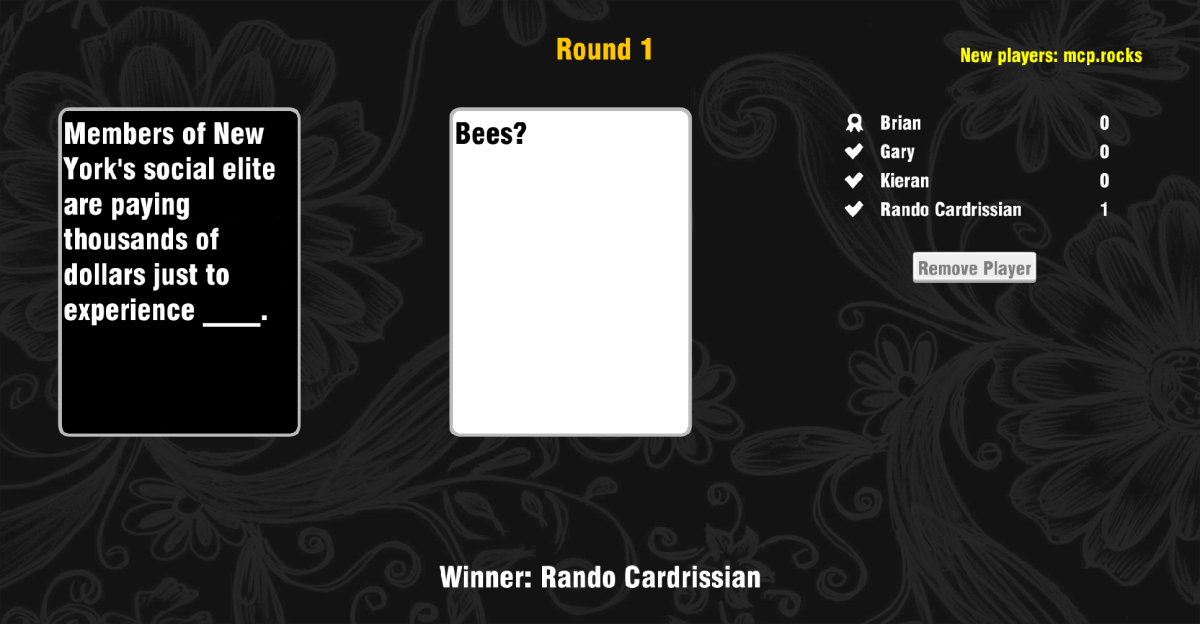 Round 1
New players: mcp.rocks
Members of New
York's social elite
are paying
thousands of
dollars just to
experience ____.
Bees?
Brian 0
Gary 0
Kieran 0
Rando Cardrissian 1
Remove Player
Winner: Rando Cardrissian